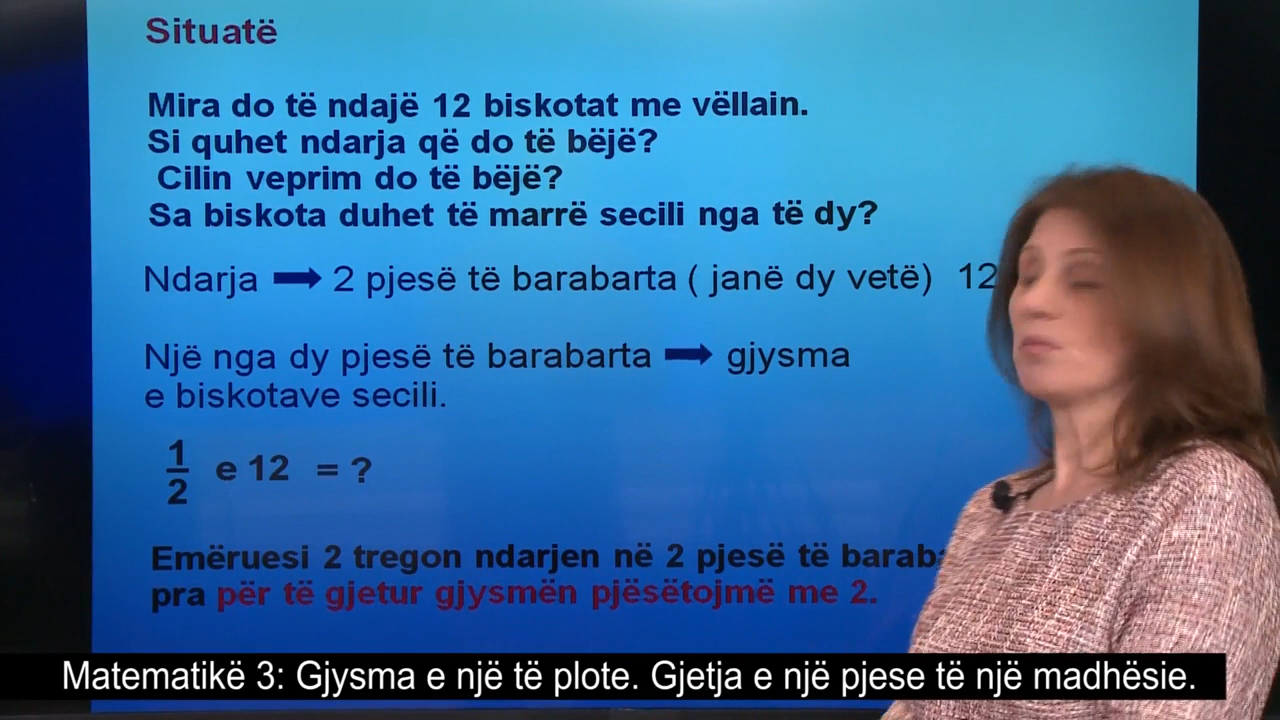 Situatë
Mira do të ndajë 12 biskotat me vëllain.
Si quhet ndarja që do të bëjë?
Cilin veprim do të bëjë?
Sa biskota duhet të marrë secili nga të dy?
Ndarja ➡ 2 pjesë të barabarta ( janë dy vetë) 12
Një nga dy pjesë të barabarta ➡ gjysma
e biskotave secili.
1/2 e 12 = ?
Emëruesi 2 tregon ndarjen në 2 pjesë të
pra për të gjetur gjysmën pjësëtojmë me 2.
Matematikë 3: Gjysma e një të plote. Gjetja e një pjese të një madhësie.